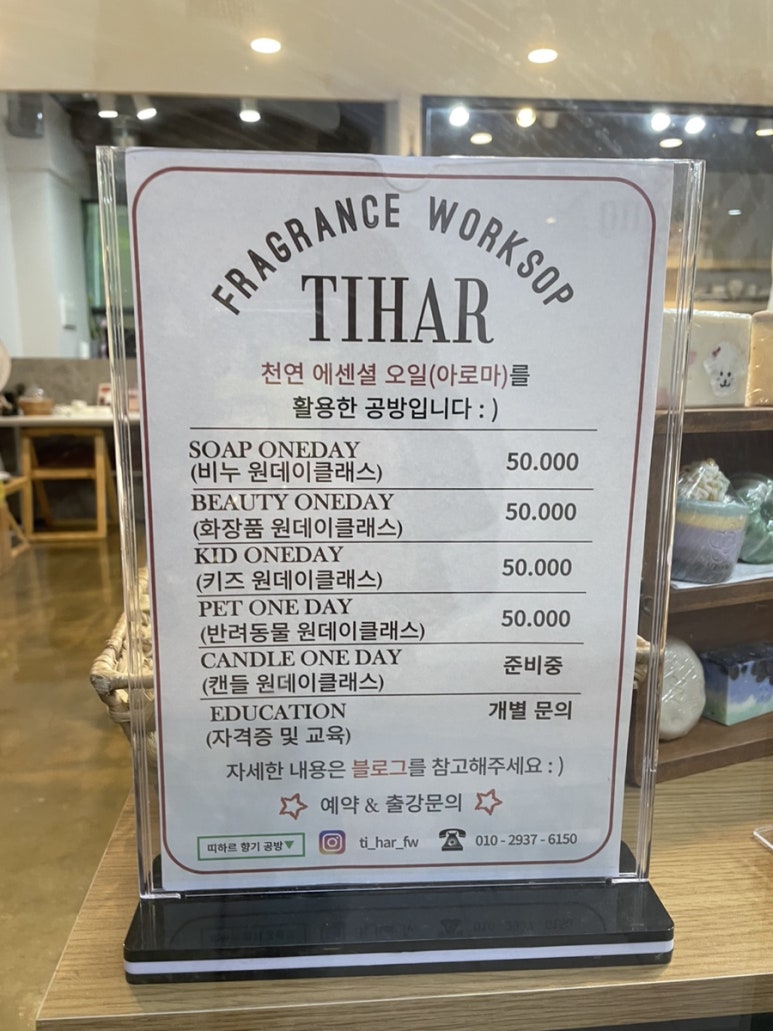 FRAGRANCE WORKSOP
TIHAR
천연 에센셜 오일(아로마)를
활용한 공방입니다 : )
SOAP ONEDAY
(비누 원데이클래스)
50.000
BEAUTY ONEDAY
(화장품 원데이클래스)
50.000
KID ONEDAY
(키즈 원데이클래스)
50.000
PET ONE DAY
(반려동물 원데이클래스)
50.000
CANDLE ONE DAY
(캔들 원데이클래스)
준비중
EDUCATION
(자격증 및 교육)
개별 문의
자세한 내용은 블로그를 참고해주세요 : )
예약 & 출강문의
띠하르 향기 공방 ti_har_fw 010 - 2937 - 6150